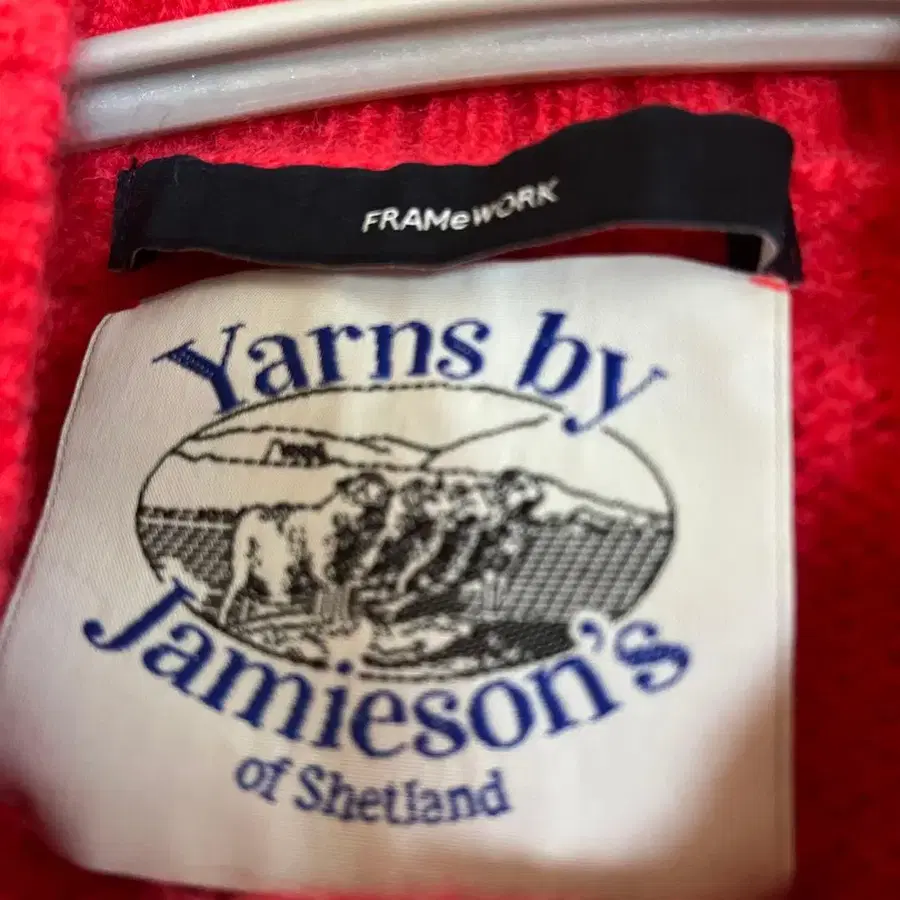 FRAMeWORK
Yarns by
Jamieson's
of Shetland